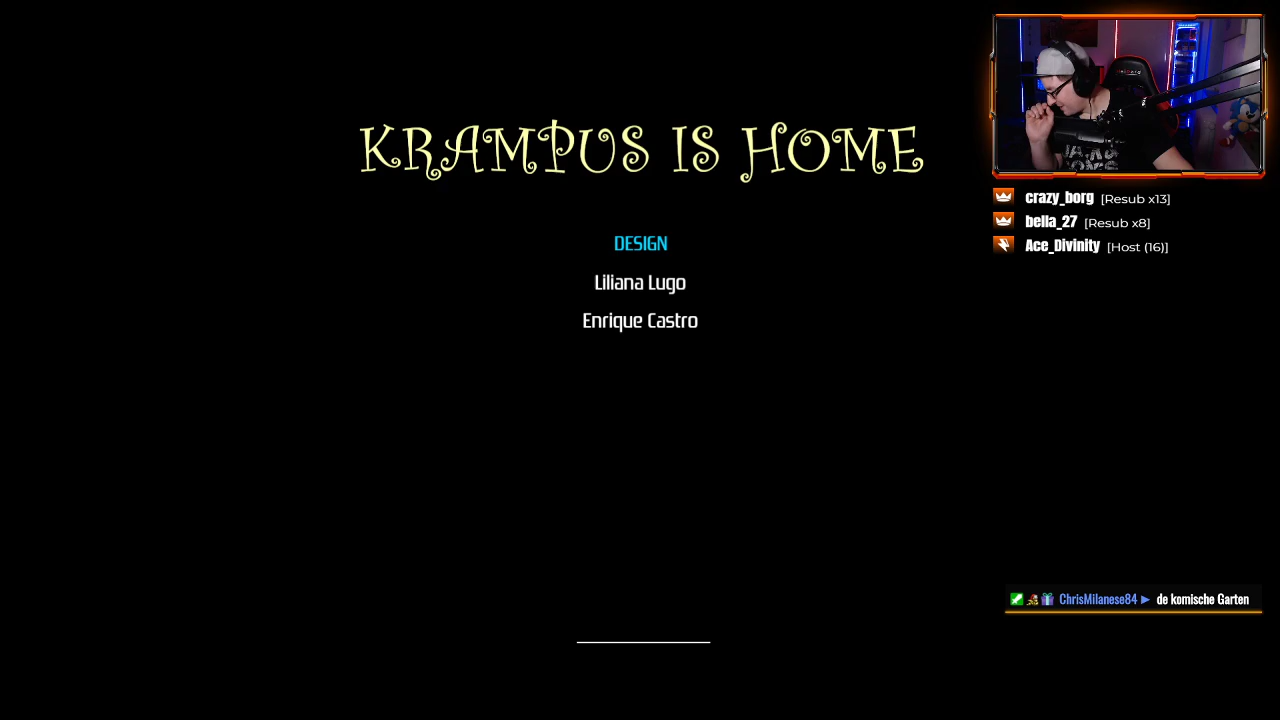 KRAMPUS IS HOME
DESIGN
Liliana Lugo
Enrique Castro
crazy_borg [Resub x13]
bella_27 [Resub x8]
Ace_Divinity [Host (16)]
ChrisMilanese84 ► de komische Garten